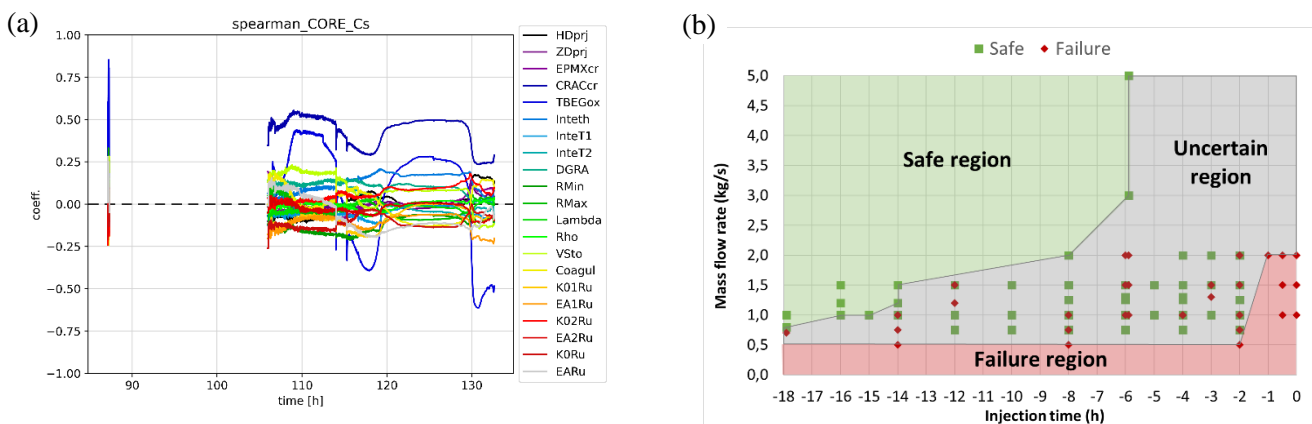 (a)
spearman_CORE_Cs
1.00
0.75
0.50
0.25
0.00
−0.25
−0.50
−0.75
−1.00
coeff.
90
100
110
120
130
time [h]
HDprj
ZDprj
EPMXcr
CRACcr
TBEGox
Inteth
InteT1
InteT2
DGRA
RMin
RMax
Lambda
Rho
VSto
Coagul
K01Ru
EA1Ru
K02Ru
EA2Ru
K0Ru
EARu
(b)
Safe Failure
5,0
4,5
4,0
3,5
3,0
2,5
2,0
1,5
1,0
0,5
0,0
Mass flow rate (kg/s)
Safe region
Uncertain
region
Failure region
-18 -17 -16 -15 -14 -13 -12 -11 -10 -9 -8 -7 -6 -5 -4 -3 -2 -1 0
Injection time (h)